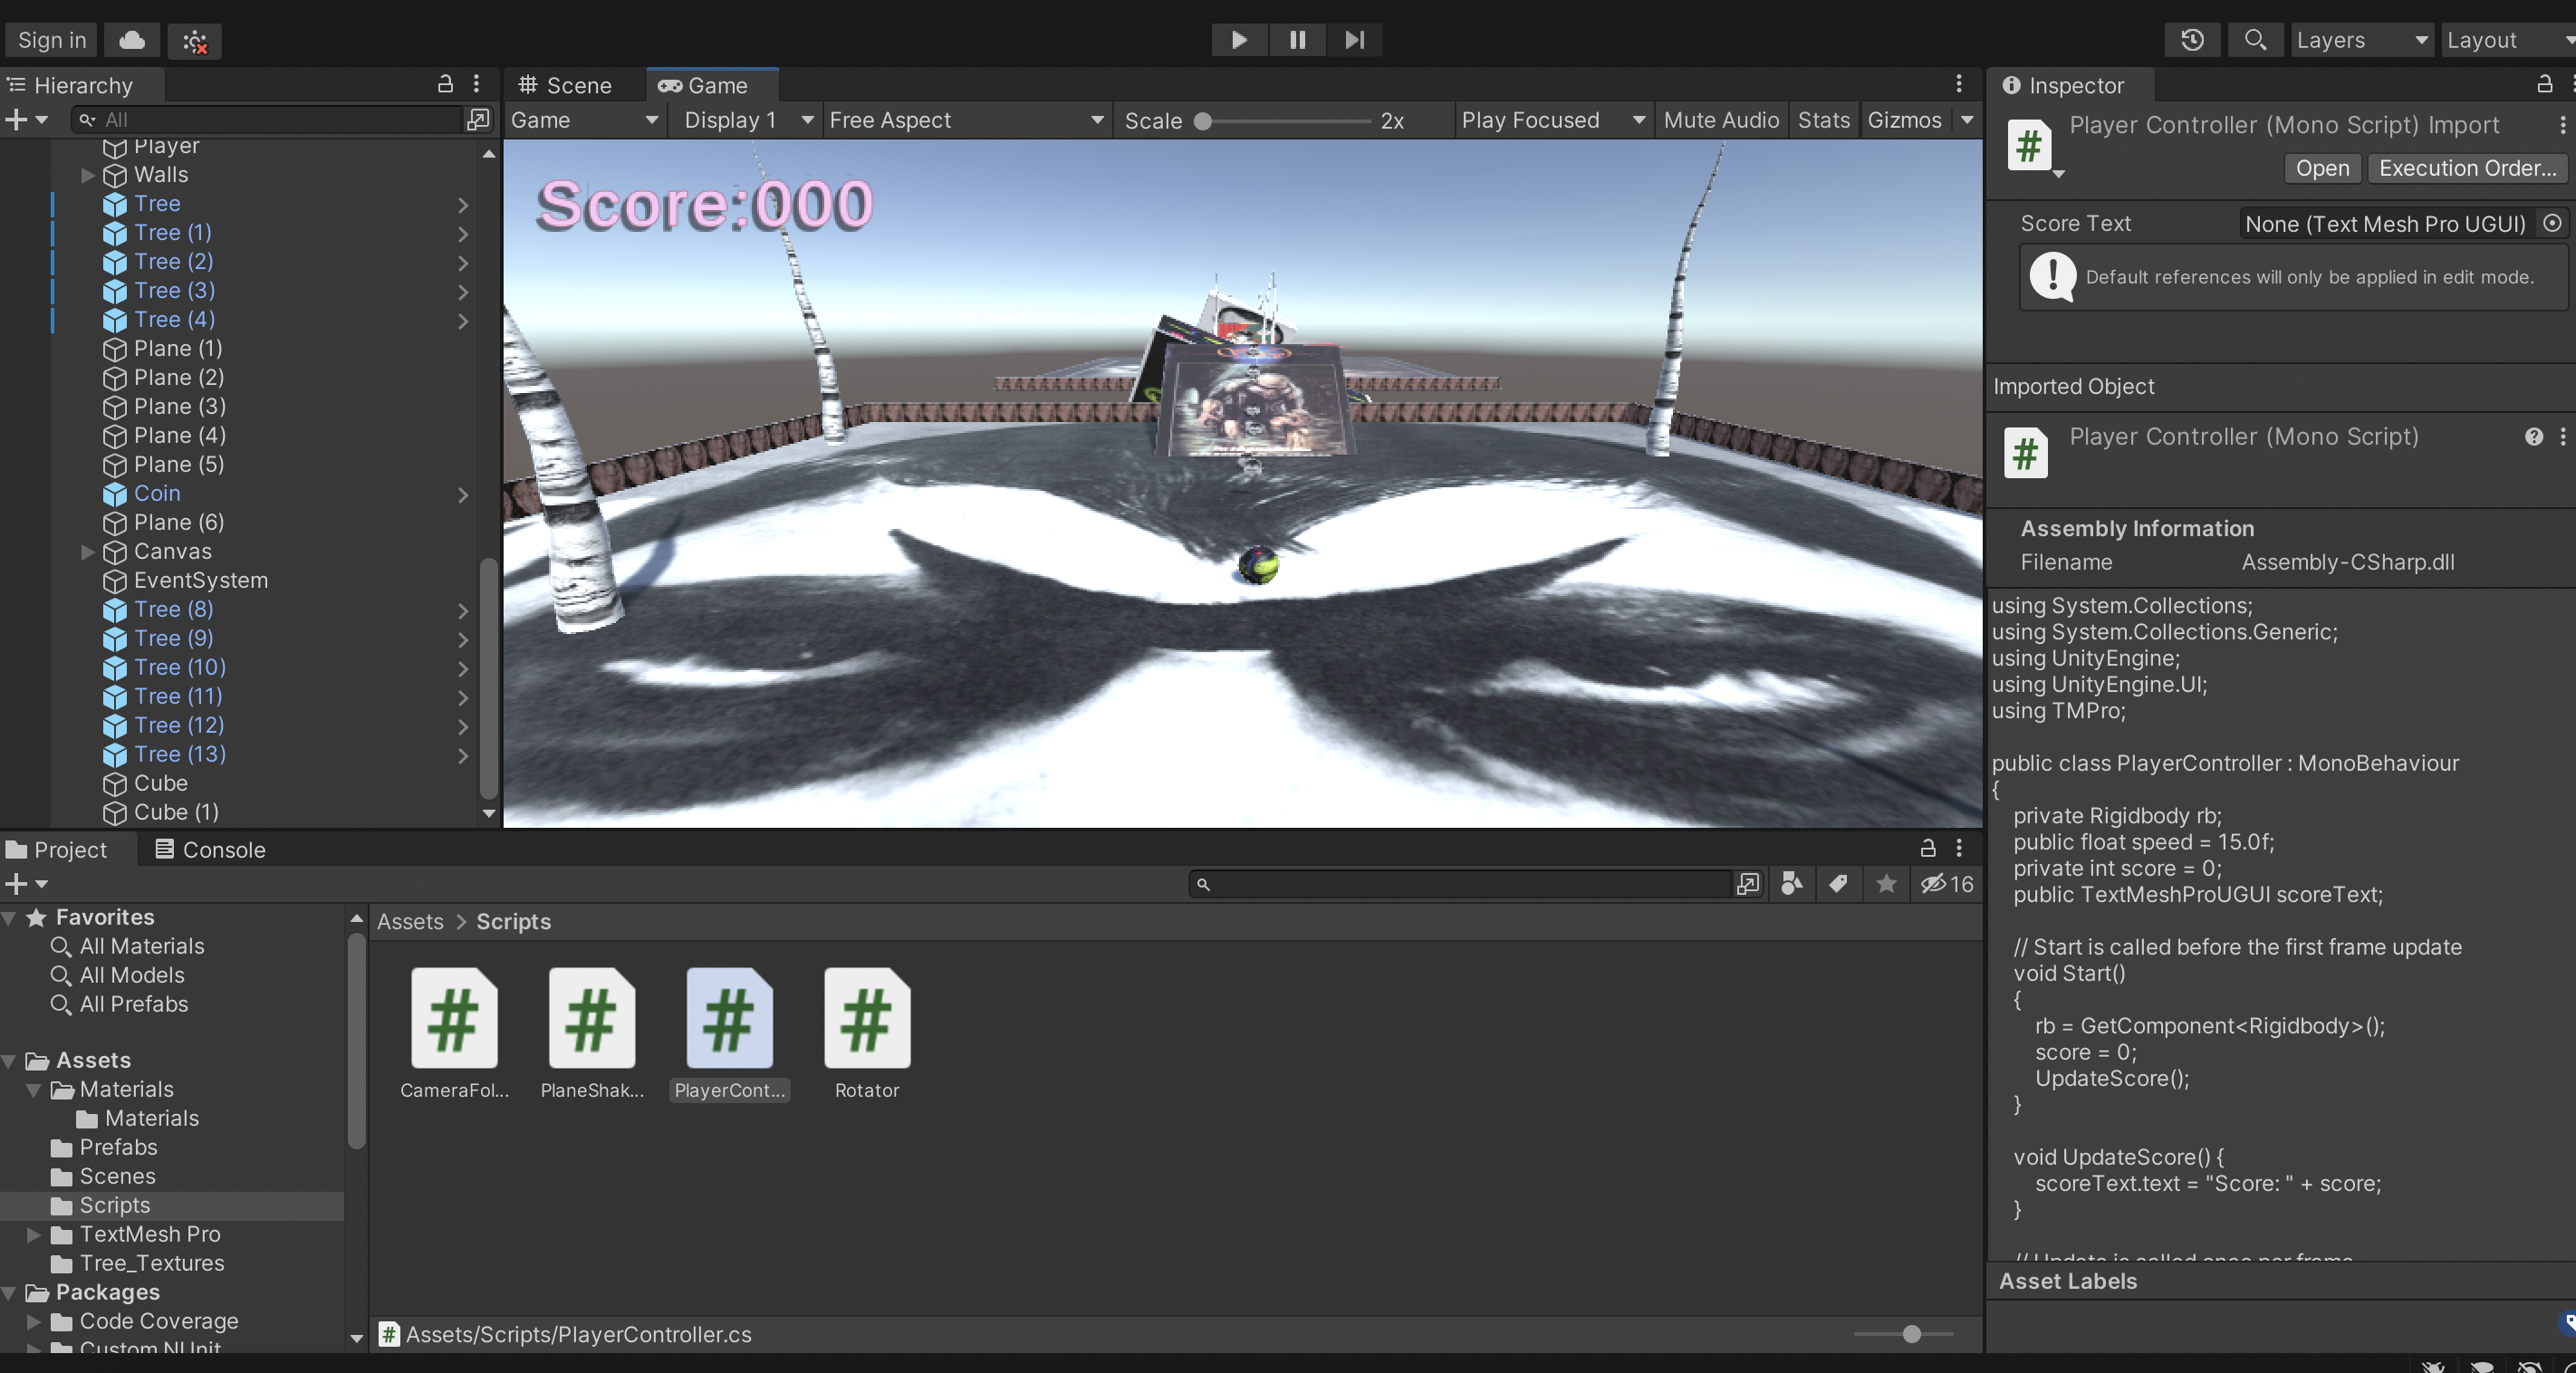 Sign in
Layers
Layout
Hierarchy
Scene
Game
Inspector
All
Game
Display 1
Free Aspect
Scale
2x
Play Focused
Mute Audio
Stats
Gizmos
Player
Walls
Tree
Tree (1)
Tree (2)
Tree (3)
Tree (4)
Plane (1)
Plane (2)
Plane (3)
Plane (4)
Plane (5)
Coin
Plane (6)
Canvas
EventSystem
Tree (8)
Tree (9)
Tree (10)
Tree (11)
Tree (12)
Tree (13)
Cube
Cube (1)
Score:000
Player Controller (Mono Script) Import
Open
Execution Order...
Score Text
None (Text Mesh Pro UGUI)
Default references will only be applied in edit mode.
Imported Object
Player Controller (Mono Script)
Assembly Information
Filename
Assembly-CSharp.dll
using System.Collections;
using System.Collections.Generic;
using UnityEngine;
using UnityEngine.UI;
using TMPro;
public class PlayerController : MonoBehaviour
{
private Rigidbody rb;
public float speed = 15.0f;
private int score = 0;
public TextMeshProUGUI scoreText;
// Start is called before the first frame update
void Start()
{
rb = GetComponent<Rigidbody>();
score = 0;
UpdateScore();
}
void UpdateScore() {
scoreText.text = "Score: " + score;
}
// Update is called once per frame
Asset Labels
Project
Console
16
Favorites
All Materials
All Models
All Prefabs
Assets
Materials
Materials
Prefabs
Scenes
Scripts
TextMesh Pro
Tree_Textures
Packages
Code Coverage
Custom NUnit
Assets > Scripts
CameraFol...
PlaneShak...
PlayerCont...
Rotator
Assets/Scripts/PlayerController.cs